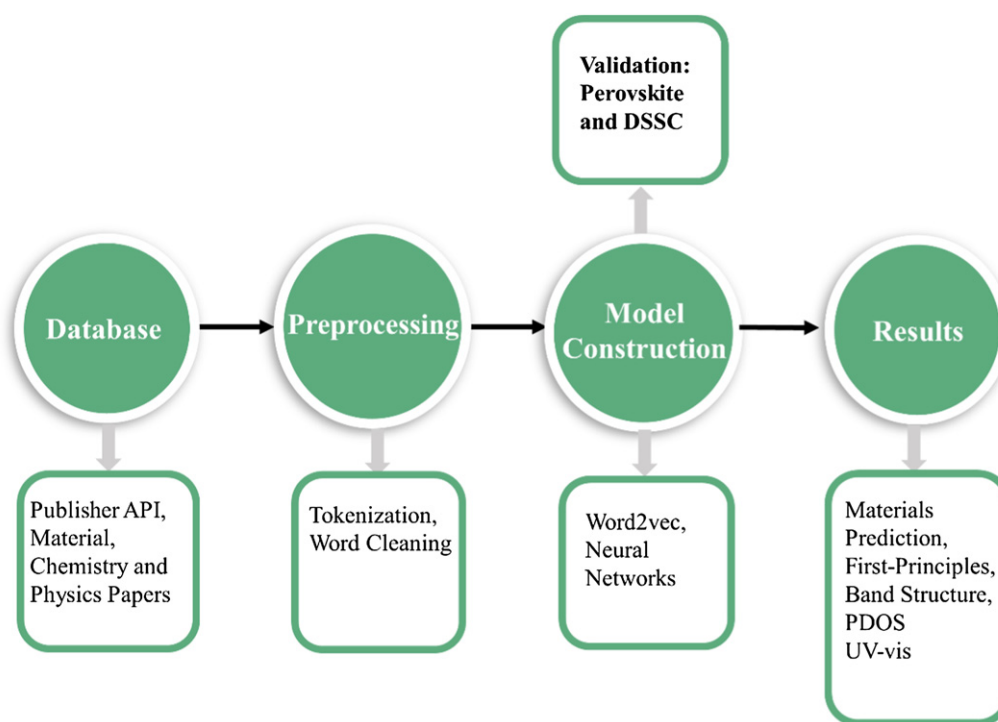 Validation:
Perovskite
and DSSC
Database
Preprocessing
Model
Construction
Results
Publisher API,
Material,
Chemistry and
Physics Papers
Tokenization,
Word Cleaning
Word2vec,
Neural
Networks
Materials
Prediction,
First-Principles,
Band Structure,
PDOS
UV-vis